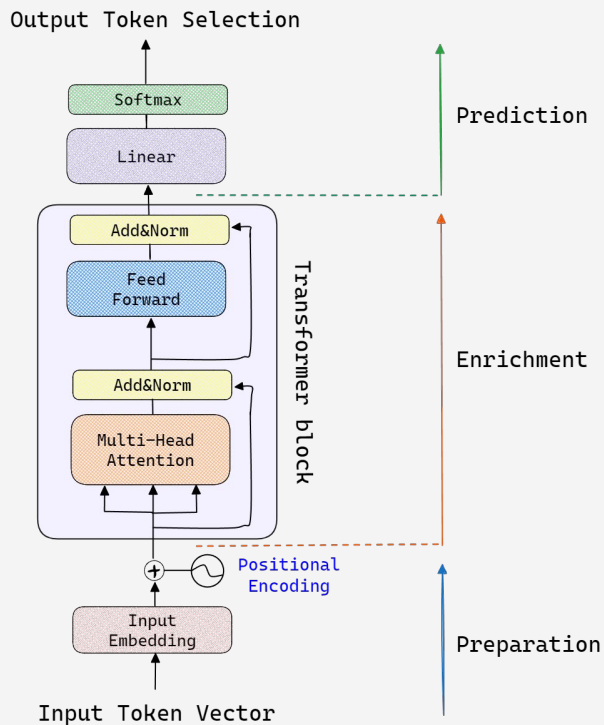 Output Token Selection
Softmax
Prediction
Linear
Add&Norm
Feed
Forward
Transformer block
Enrichment
Add&Norm
Multi-Head
Attention
Positional
Encoding
Input
Embedding
Preparation
Input Token Vector